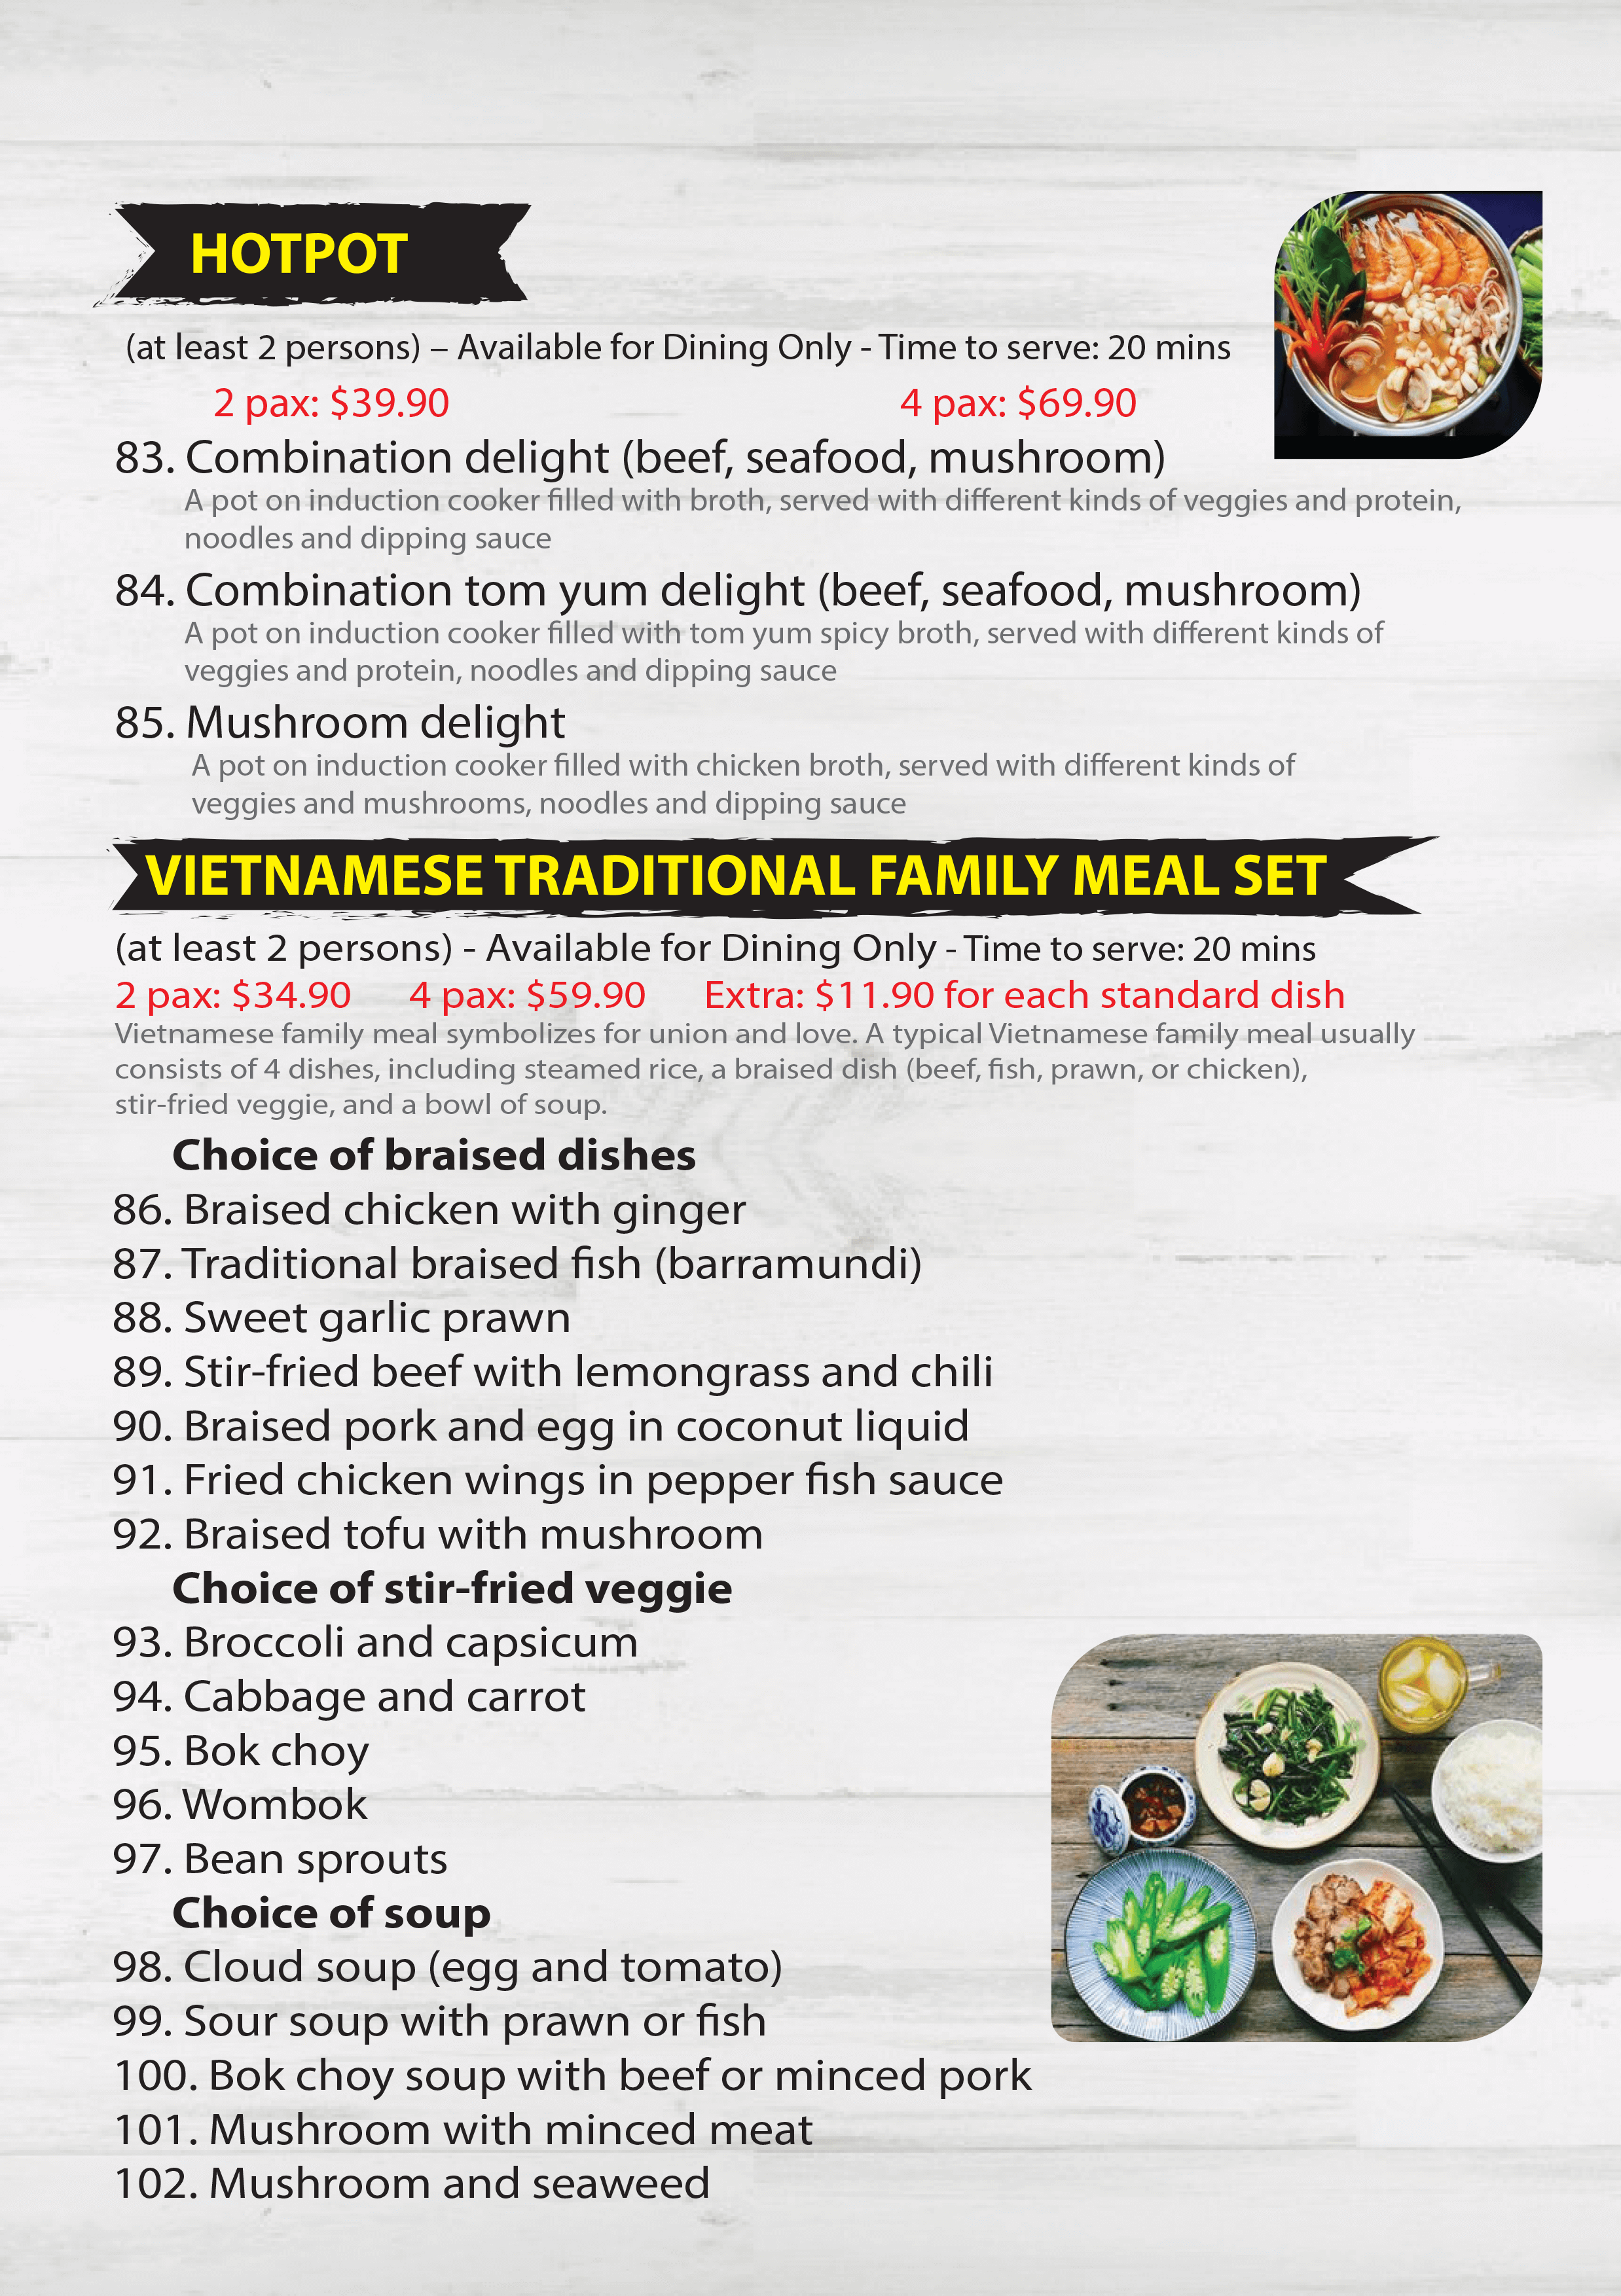 HOTPOT
(at least 2 persons) – Available for Dining Only - Time to serve: 20 mins
2 pax: $39.90 4 pax: $69.90
83. Combination delight (beef, seafood, mushroom)
A pot on induction cooker filled with broth, served with different kinds of veggies and protein,
noodles and dipping sauce
84. Combination tom yum delight (beef, seafood, mushroom)
A pot on induction cooker filled with tom yum spicy broth, served with different kinds of
veggies and protein, noodles and dipping sauce
85. Mushroom delight
A pot on induction cooker filled with chicken broth, served with different kinds of
veggies and mushrooms, noodles and dipping sauce
VIETNAMESE TRADITIONAL FAMILY MEAL SET
(at least 2 persons) - Available for Dining Only - Time to serve: 20 mins
2 pax: $34.90 4 pax: $59.90 Extra: $11.90 for each standard dish
Vietnamese family meal symbolizes for union and love. A typical Vietnamese family meal usually
consists of 4 dishes, including steamed rice, a braised dish (beef, fish, prawn, or chicken),
stir-fried veggie, and a bowl of soup.
Choice of braised dishes
86. Braised chicken with ginger
87. Traditional braised fish (barramundi)
88. Sweet garlic prawn
89. Stir-fried beef with lemongrass and chili
90. Braised pork and egg in coconut liquid
91. Fried chicken wings in pepper fish sauce
92. Braised tofu with mushroom
Choice of stir-fried veggie
93. Broccoli and capsicum
94. Cabbage and carrot
95. Bok choy
96. Wombok
97. Bean sprouts
Choice of soup
98. Cloud soup (egg and tomato)
99. Sour soup with prawn or fish
100. Bok choy soup with beef or minced pork
101. Mushroom with minced meat
102. Mushroom and seaweed